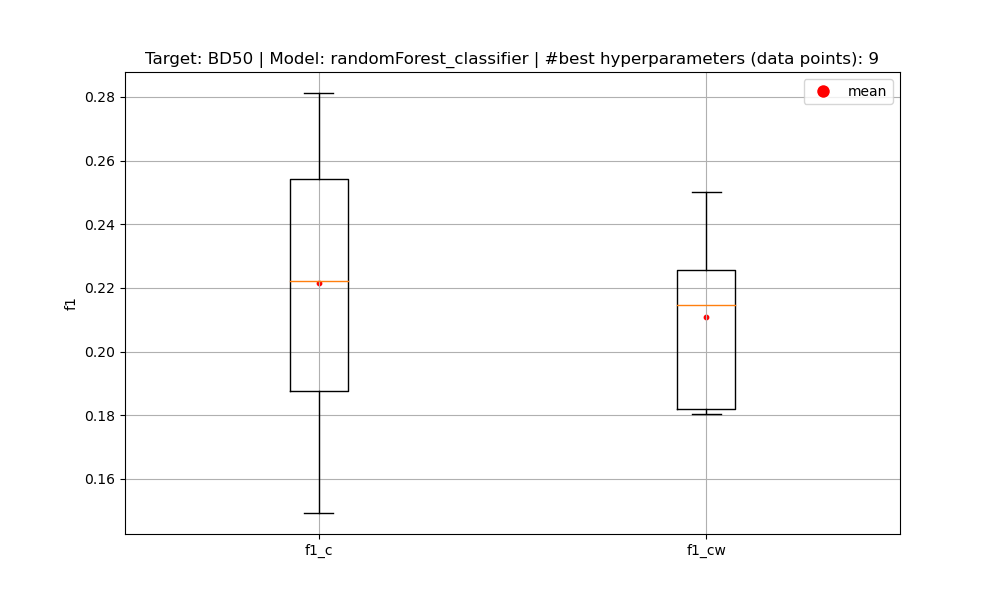 Target: BD50 | Model: randomForest_classifier | #best hyperparameters (data points): 9
mean
0.28
0.26
0.24
0.22
0.20
0.18
0.16
f1
f1_c
f1_cw